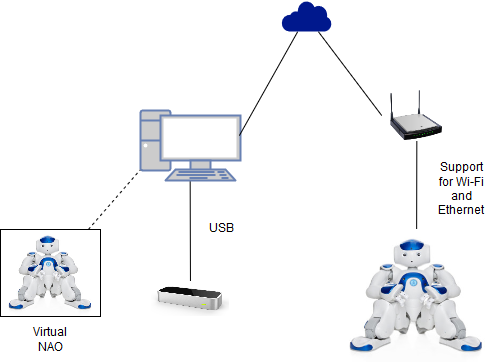 Support
for Wi-Fi
and
Ethernet
USB
Virtual
NAO